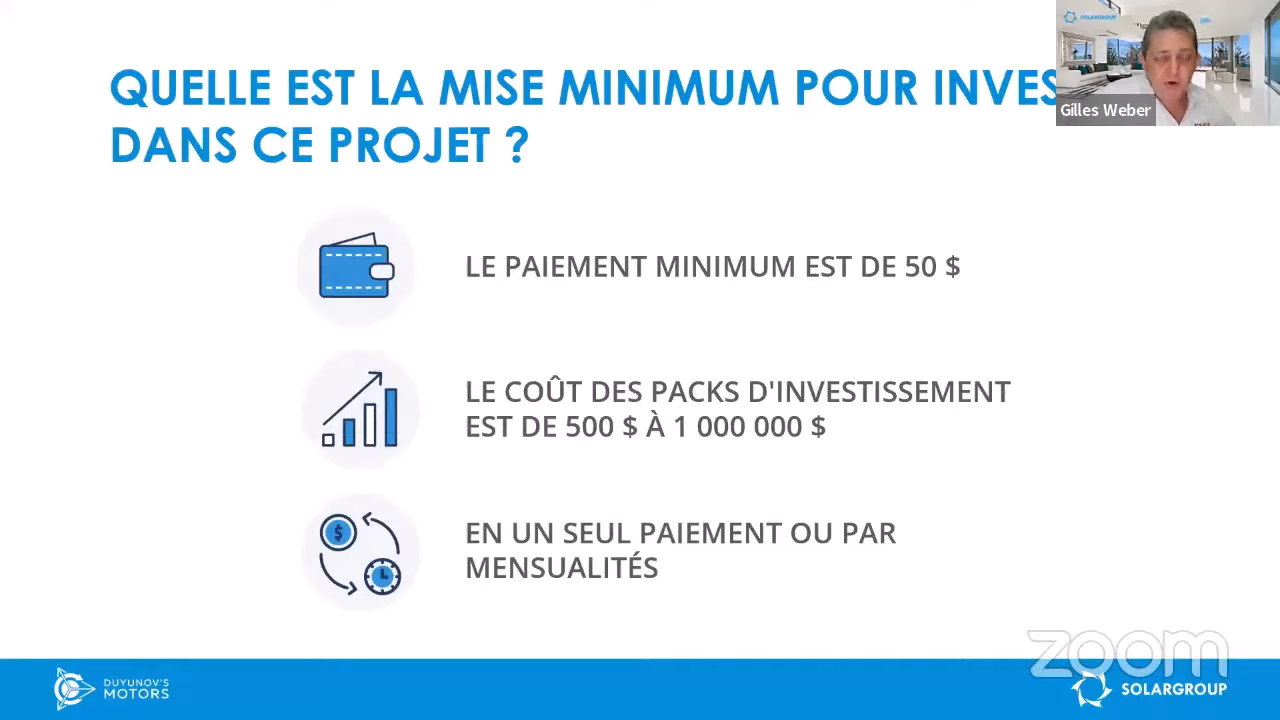 QUELLE EST LA MISE MINIMUM POUR INVES
DANS CE PROJET ?
SOLARGROUP
Gilles Weber
LE PAIEMENT MINIMUM EST DE 50 $
LE COÛT DES PACKS D'INVESTISSEMENT
EST DE 500 $ À 1 000 000 $
$
EN UN SEUL PAIEMENT OU PAR
MENSUALITÉS
zoom
DUYUNOV'S
MOTORS
SOLARGROUP